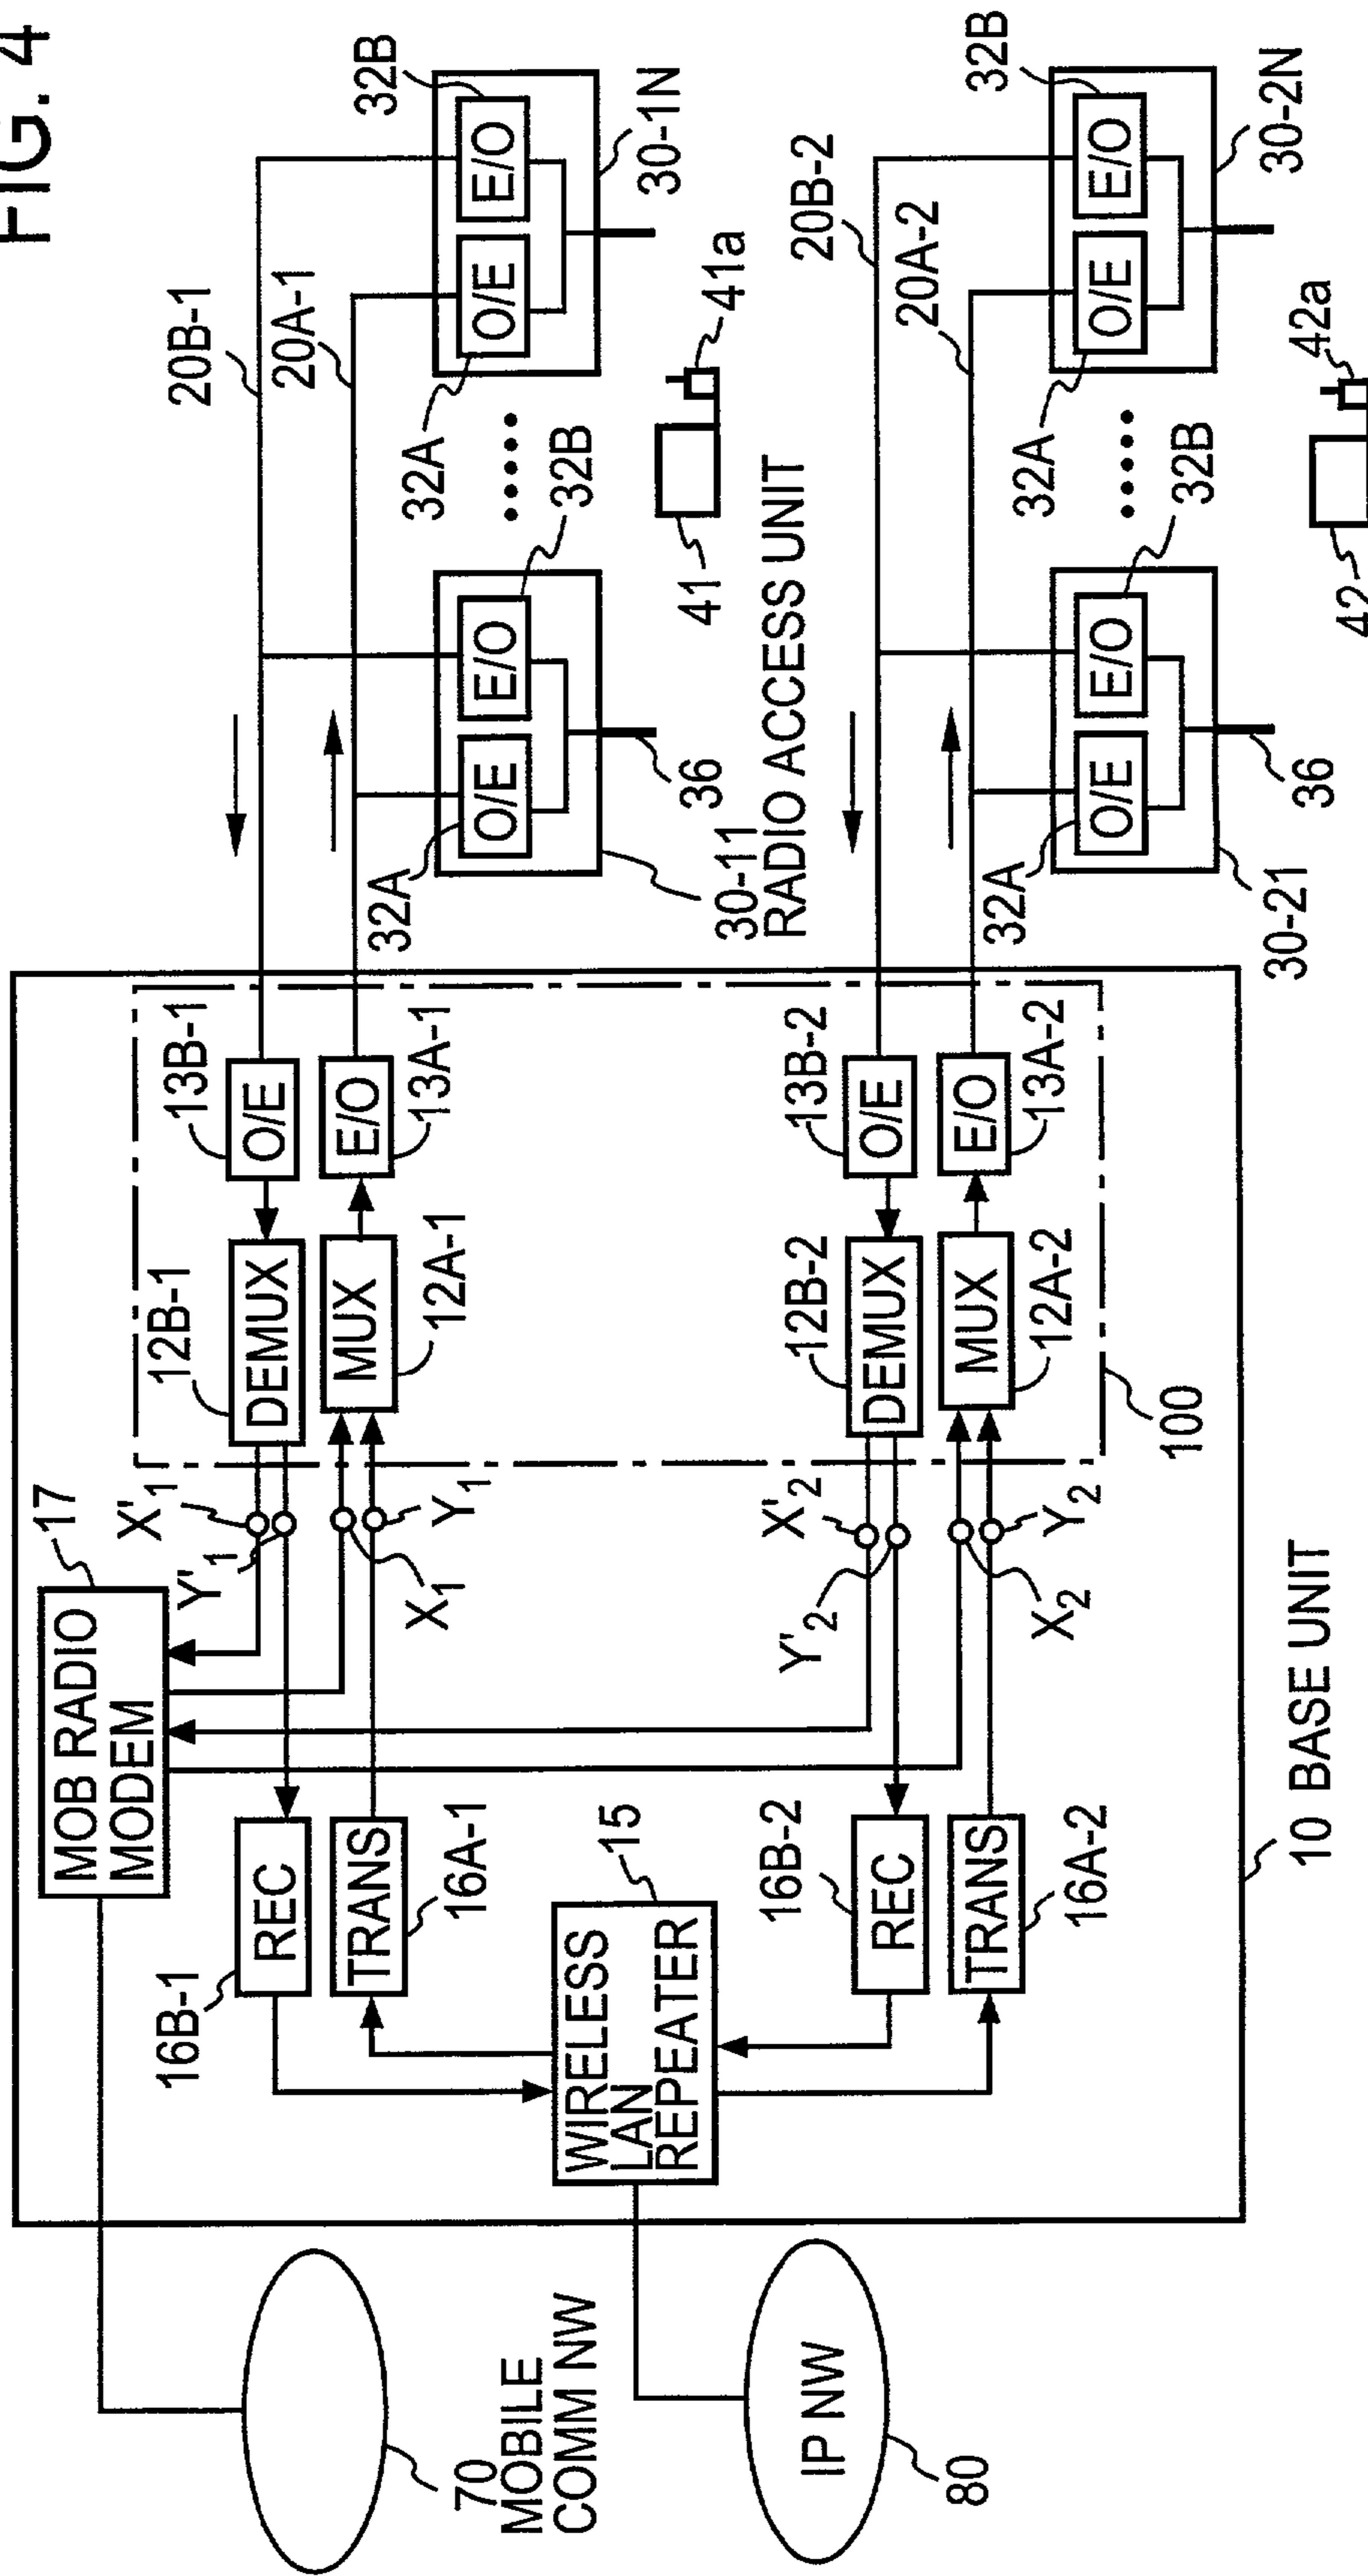 FIG. 4
70
MOBILE
COMM NW
IP NW
80
10 BASE UNIT
MOB RADIO
MODEM
17
16B-1
REC
TRANS
16A-1
WIRELESS
LAN
REPEATER
15
16B-2
REC
TRANS
16A-2
X'1
Y'1
X1
Y1
X'2
Y'2
X2
Y2
12B-1
DEMUX
MUX
12A-1
13B-1
O/E
E/O
13A-1
12B-2
DEMUX
MUX
12A-2
13B-2
O/E
E/O
13A-2
100
20B-1
20A-1
32A
O/E
E/O
32B
36
30-11
RADIO ACCESS UNIT
32A
O/E
E/O
32B
30-1N
41
41a
20B-2
20A-2
32A
O/E
E/O
32B
36
30-21
32A
O/E
E/O
32B
30-2N
42
42a